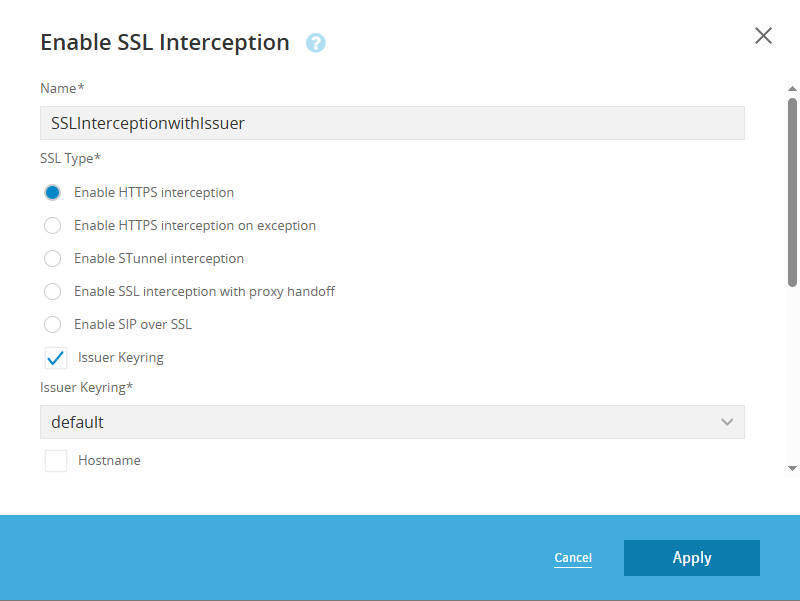 Enable SSL Interception ?
Name*
SSLInterceptionwithIssuer
SSL Type*
Enable HTTPS interception
Enable HTTPS interception on exception
Enable STunnel interception
Enable SSL interception with proxy handoff
Enable SIP over SSL
Issuer Keyring
Issuer Keyring*
default
Hostname
Cancel Apply